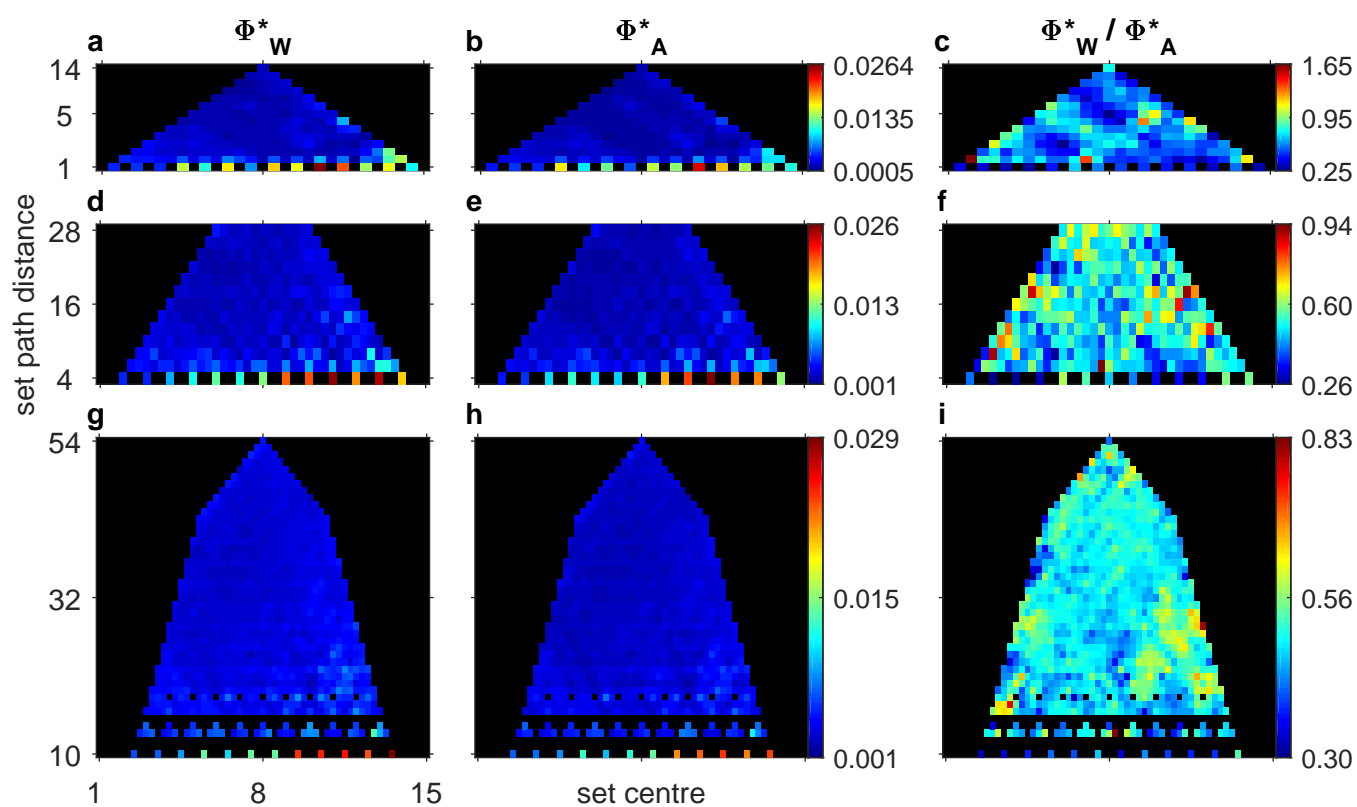 a Φ*W b Φ*A c Φ*W / Φ*A
14 0.0264 1.65
5 0.0135 0.95
1 0.0005 0.25
d e f
28 0.026 0.94
16 0.013 0.60
4 0.001 0.26
set path distance
g h i
54 0.029 0.83
32 0.015 0.56
10 0.001 0.30
1 8 15 set centre